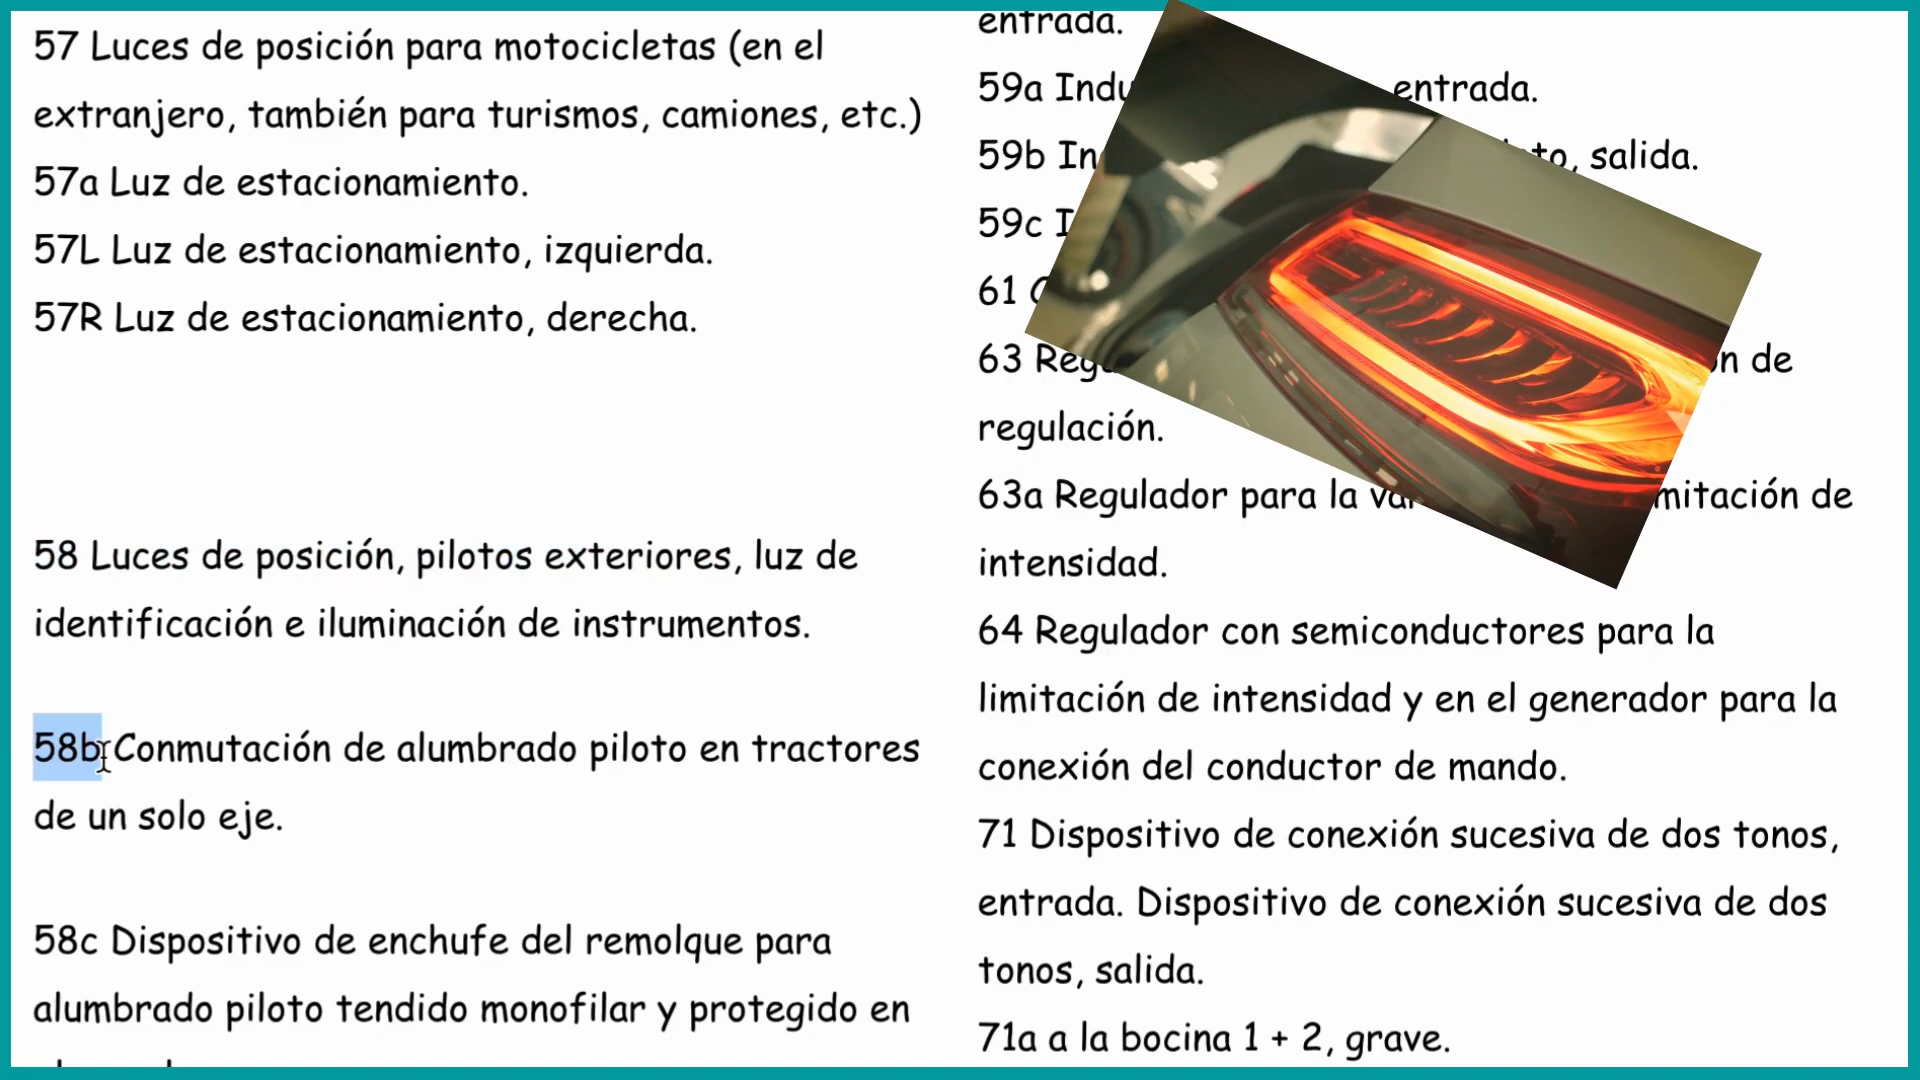 57 Luces de posición para motocicletas (en el
extranjero, también para turismos, camiones, etc.)
57a Luz de estacionamiento.
57L Luz de estacionamiento, izquierda.
57R Luz de estacionamiento, derecha.
58 Luces de posición, pilotos exteriores, luz de
identificación e iluminación de instrumentos.
58b Conmutación de alumbrado piloto en tractores
de un solo eje.
58c Dispositivo de enchufe del remolque para
alumbrado piloto tendido monofilar y protegido en
entrada.
59a entrada.
59b salida.
59c
61
63 de
regulación.
63a Regulador para la de
intensidad.
64 Regulador con semiconductores para la
limitación de intensidad y en el generador para la
conexión del conductor de mando.
71 Dispositivo de conexión sucesiva de dos tonos,
entrada. Dispositivo de conexión sucesiva de dos
tonos, salida.
71a a la bocina 1 + 2, grave.